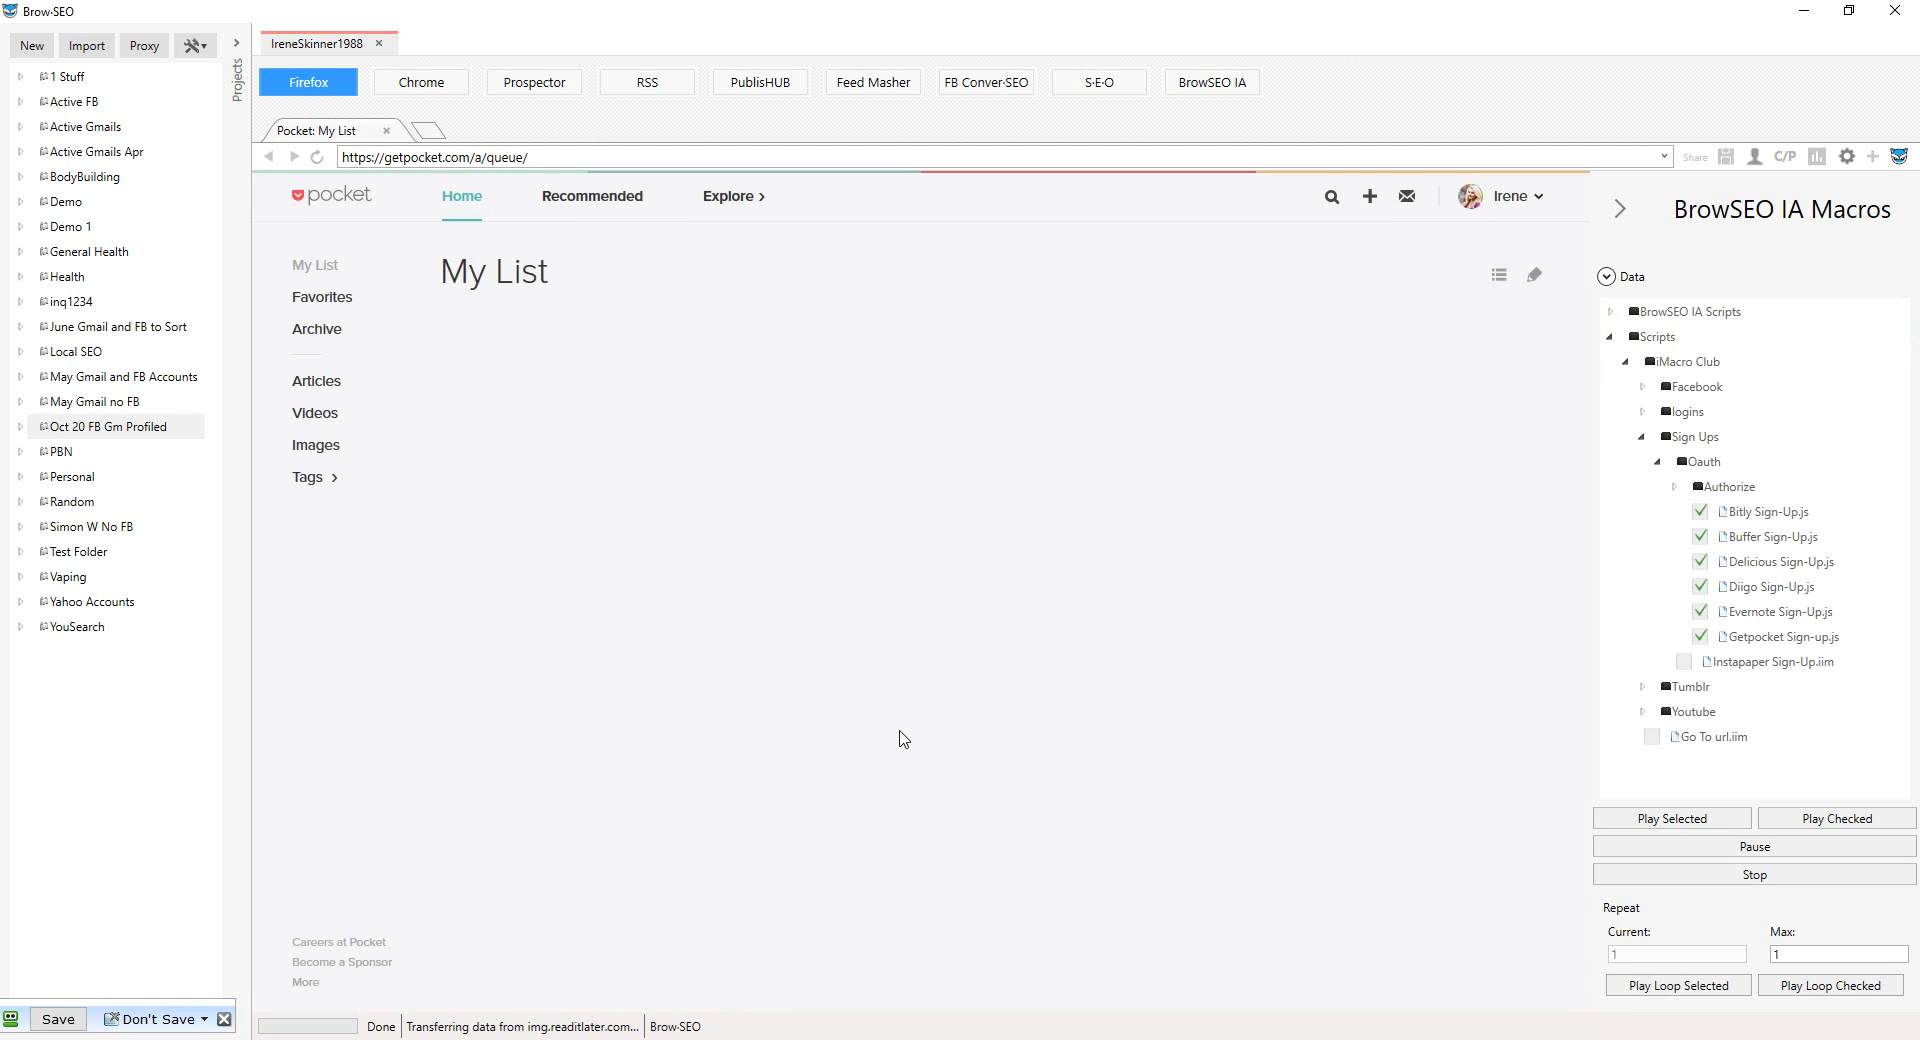 Brow·SEO
New
Import
Proxy
Projects
1 Stuff
Active FB
Active Gmails
Active Gmails Apr
BodyBuilding
Demo
Demo 1
General Health
Health
inq1234
June Gmail and FB to Sort
Local SEO
May Gmail and FB Accounts
May Gmail no FB
Oct 20 FB Gm Profiled
PBN
Personal
Random
Simon W No FB
Test Folder
Vaping
Yahoo Accounts
YouSearch
Save
Don't Save
IreneSkinner1988
Firefox
Chrome
Prospector
RSS
PublisHUB
Feed Masher
FB Conver·SEO
S·E·O
BrowSEO IA
Pocket: My List
https://getpocket.com/a/queue/
Share
C/P
pocket
Home
Recommended
Explore
Irene
My List
Favorites
Archive
Articles
Videos
Images
Tags
My List
Careers at Pocket
Become a Sponsor
More
Done
Transferring data from img.readitlater.com...
Brow·SEO
BrowSEO IA Macros
Data
BrowSEO IA Scripts
Scripts
iMacro Club
Facebook
logins
Sign Ups
Oauth
Authorize
Bitly Sign-Up.js
Buffer Sign-Up.js
Delicious Sign-Up.js
Diigo Sign-Up.js
Evernote Sign-Up.js
Getpocket Sign-up.js
Instapaper Sign-Up.iim
Tumblr
Youtube
Go To url.iim
Play Selected
Play Checked
Pause
Stop
Repeat
Current:
Max:
1
1
Play Loop Selected
Play Loop Checked